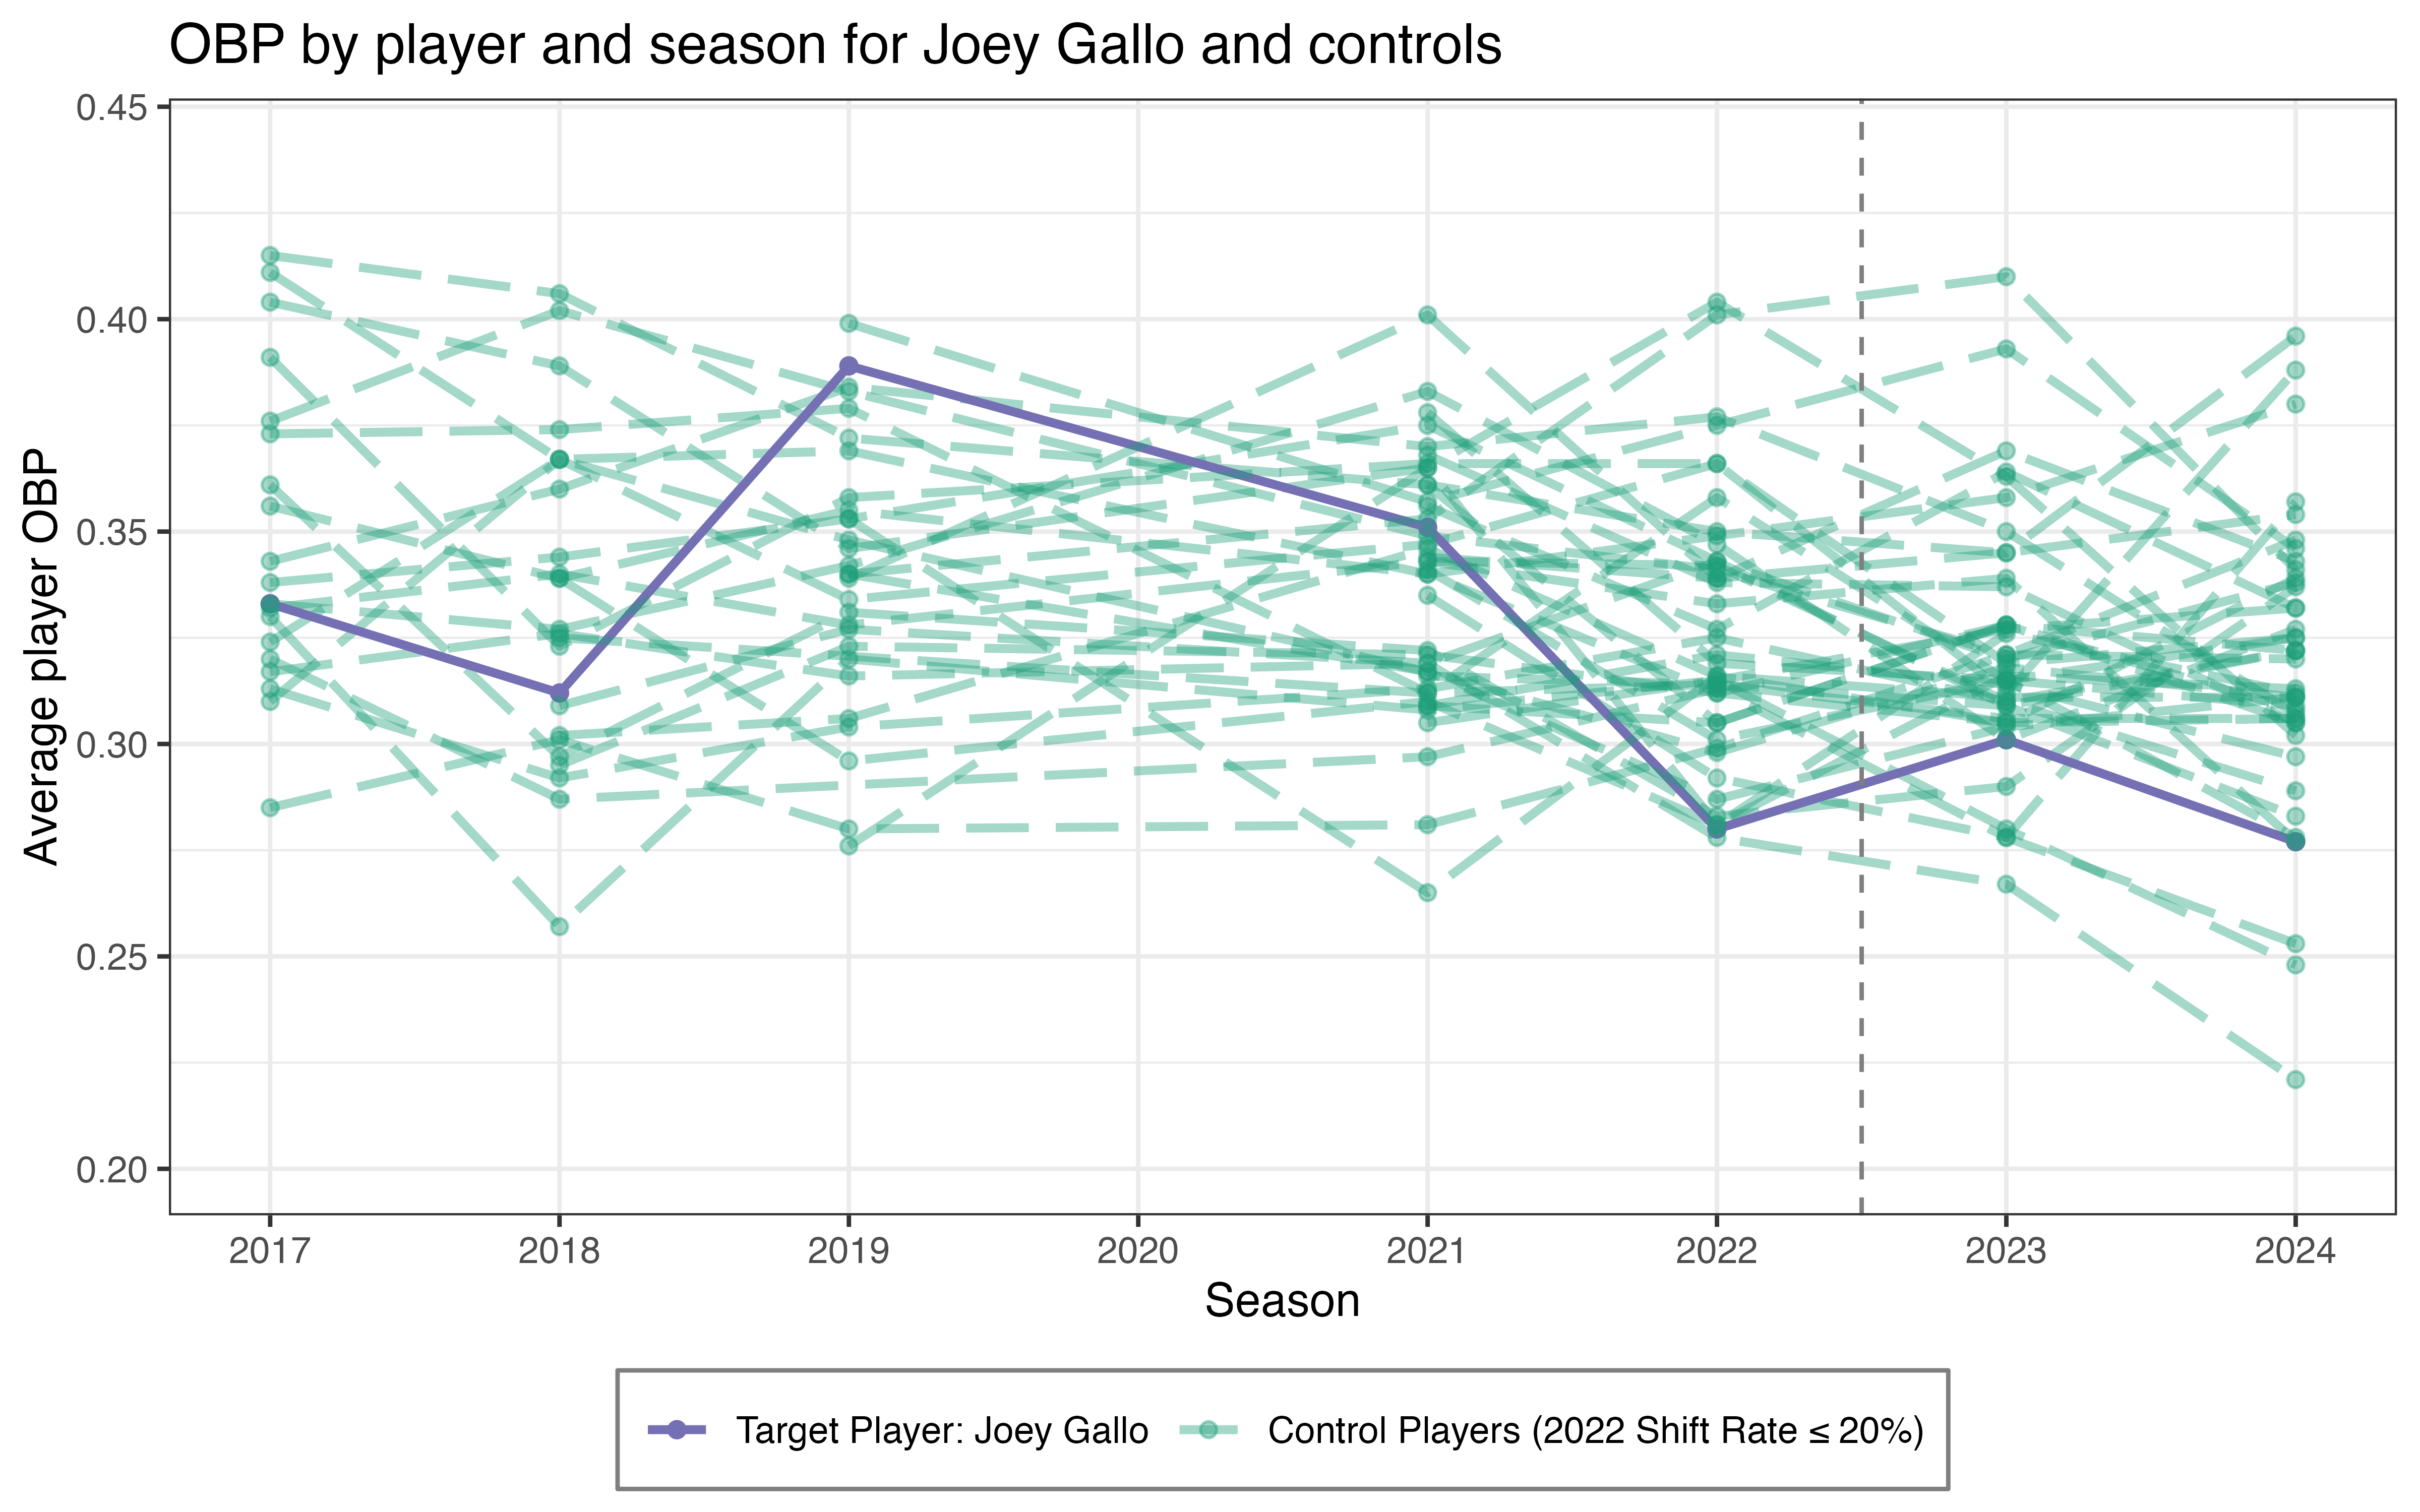 OBP by player and season for Joey Gallo and controls
Average player OBP
0.45
0.40
0.35
0.30
0.25
0.20
2017 2018 2019 2020 2021 2022 2023 2024
Season
Target Player: Joey Gallo Control Players (2022 Shift Rate ≤ 20%)